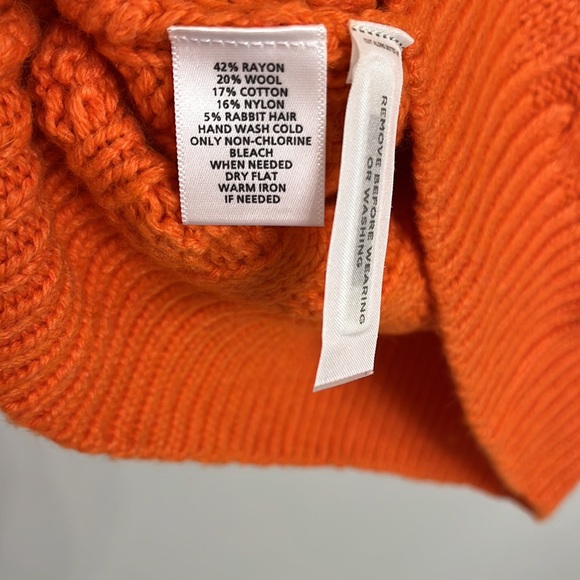 42% RAYON
20% WOOL
17% COTTON
16% NYLON
5% RABBIT HAIR
HAND WASH COLD
ONLY NON-CHLORINE
BLEACH
WHEN NEEDED
DRY FLAT
WARM IRON
IF NEEDED
REMOVE BEFORE WEARING
OR WASHING